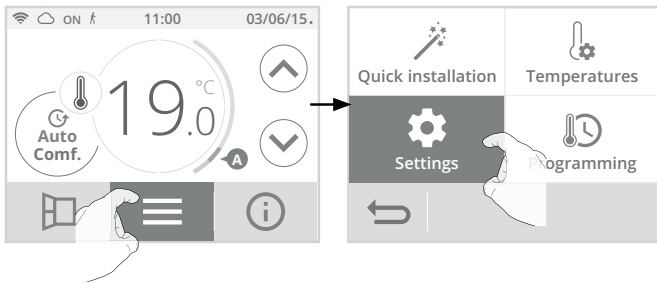 ON 11:00 03/06/15.
19.0 °C
Auto
Comf.
A
i
Quick installation Temperatures
Settings Programming